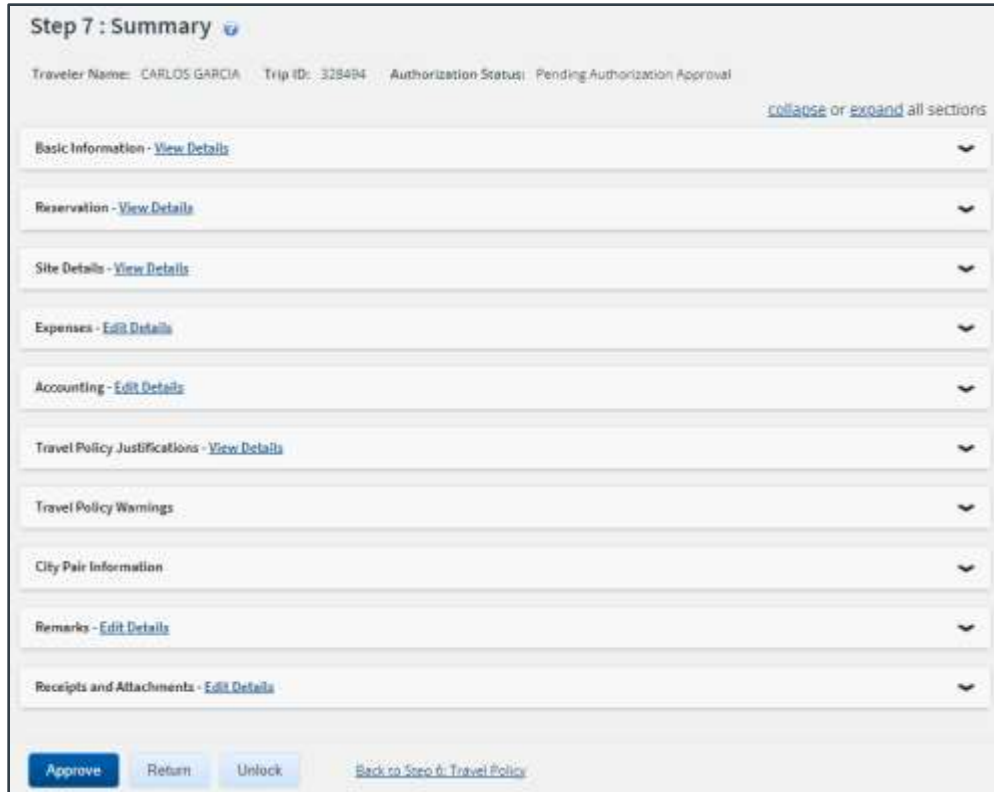 Step 7 : Summary
Traveler Name: CARLOS GARCIA Trip ID: 328494 Authorization Status: Pending Authorization Approval
collapse or expand all sections
Basic Information - View Details
Reservation - View Details
Site Details - View Details
Expenses - Edit Details
Accounting - Edit Details
Travel Policy Justifications - View Details
Travel Policy Warnings
City Pair Information
Remarks - Edit Details
Receipts and Attachments - Edit Details
Approve Return Unlock Back to Step 6: Travel Policy